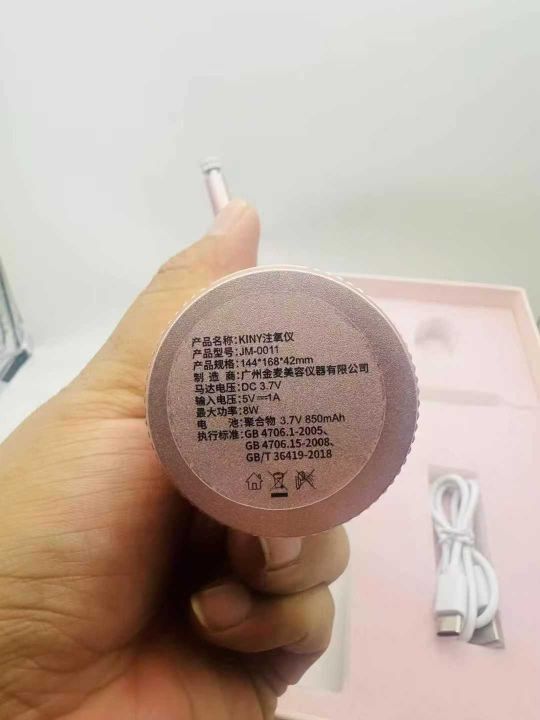 产品名称: KINY注氧仪
产品型号: JM-0011
产品规格: 144*168*42mm
制 造 商: 广州金麦美容仪器有限公司
马达电压: DC 3.7V
输入电压: 5V⎓1A
最大功率: 8W
电 池: 聚合物 3.7V 850mAh
执行标准: GB 4706.1-2005、
GB 4706.15-2008、
GB/T 36419-2018